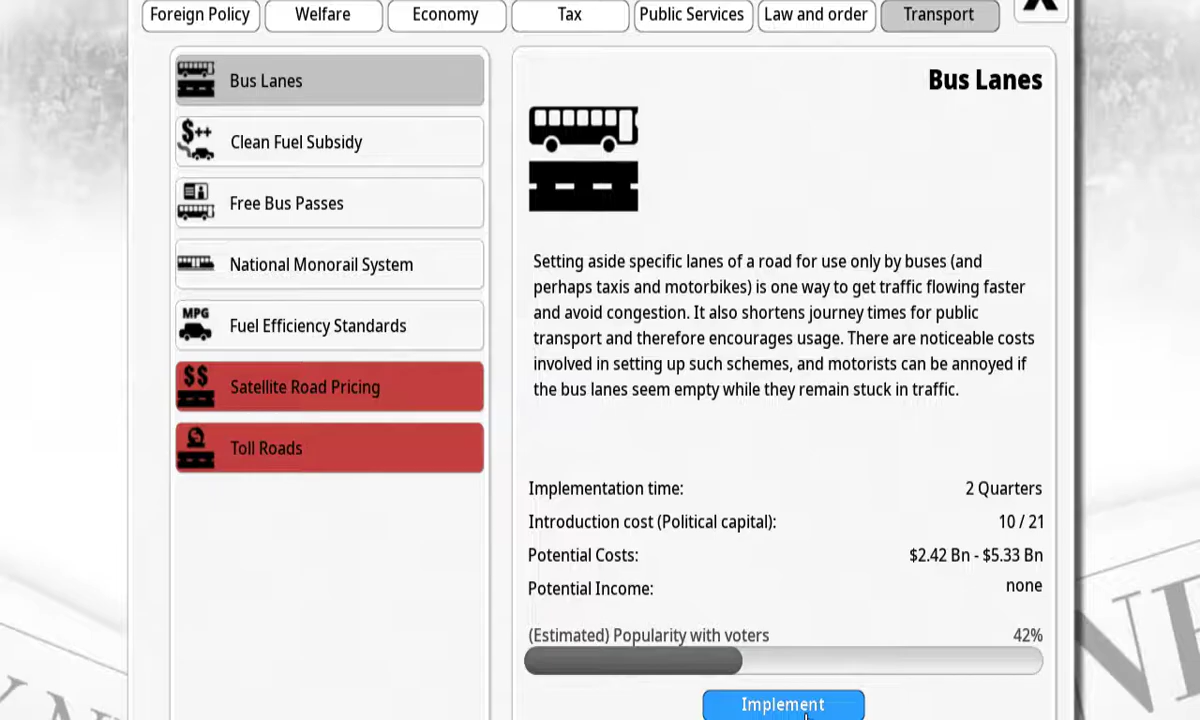 Foreign Policy
Welfare
Economy
Tax
Public Services
Law and order
Transport
X
Bus Lanes
Clean Fuel Subsidy
Free Bus Passes
National Monorail System
MPG
Fuel Efficiency Standards
$$
Satellite Road Pricing
Toll Roads
$++
Bus Lanes
Setting aside specific lanes of a road for use only by buses (and
perhaps taxis and motorbikes) is one way to get traffic flowing faster
and avoid congestion. It also shortens journey times for public
transport and therefore encourages usage. There are noticeable costs
involved in setting up such schemes, and motorists can be annoyed if
the bus lanes seem empty while they remain stuck in traffic.
Implementation time: 2 Quarters
Introduction cost (Political capital): 10 / 21
Potential Costs: $2.42 Bn - $5.33 Bn
Potential Income: none
(Estimated) Popularity with voters 42%
Implement